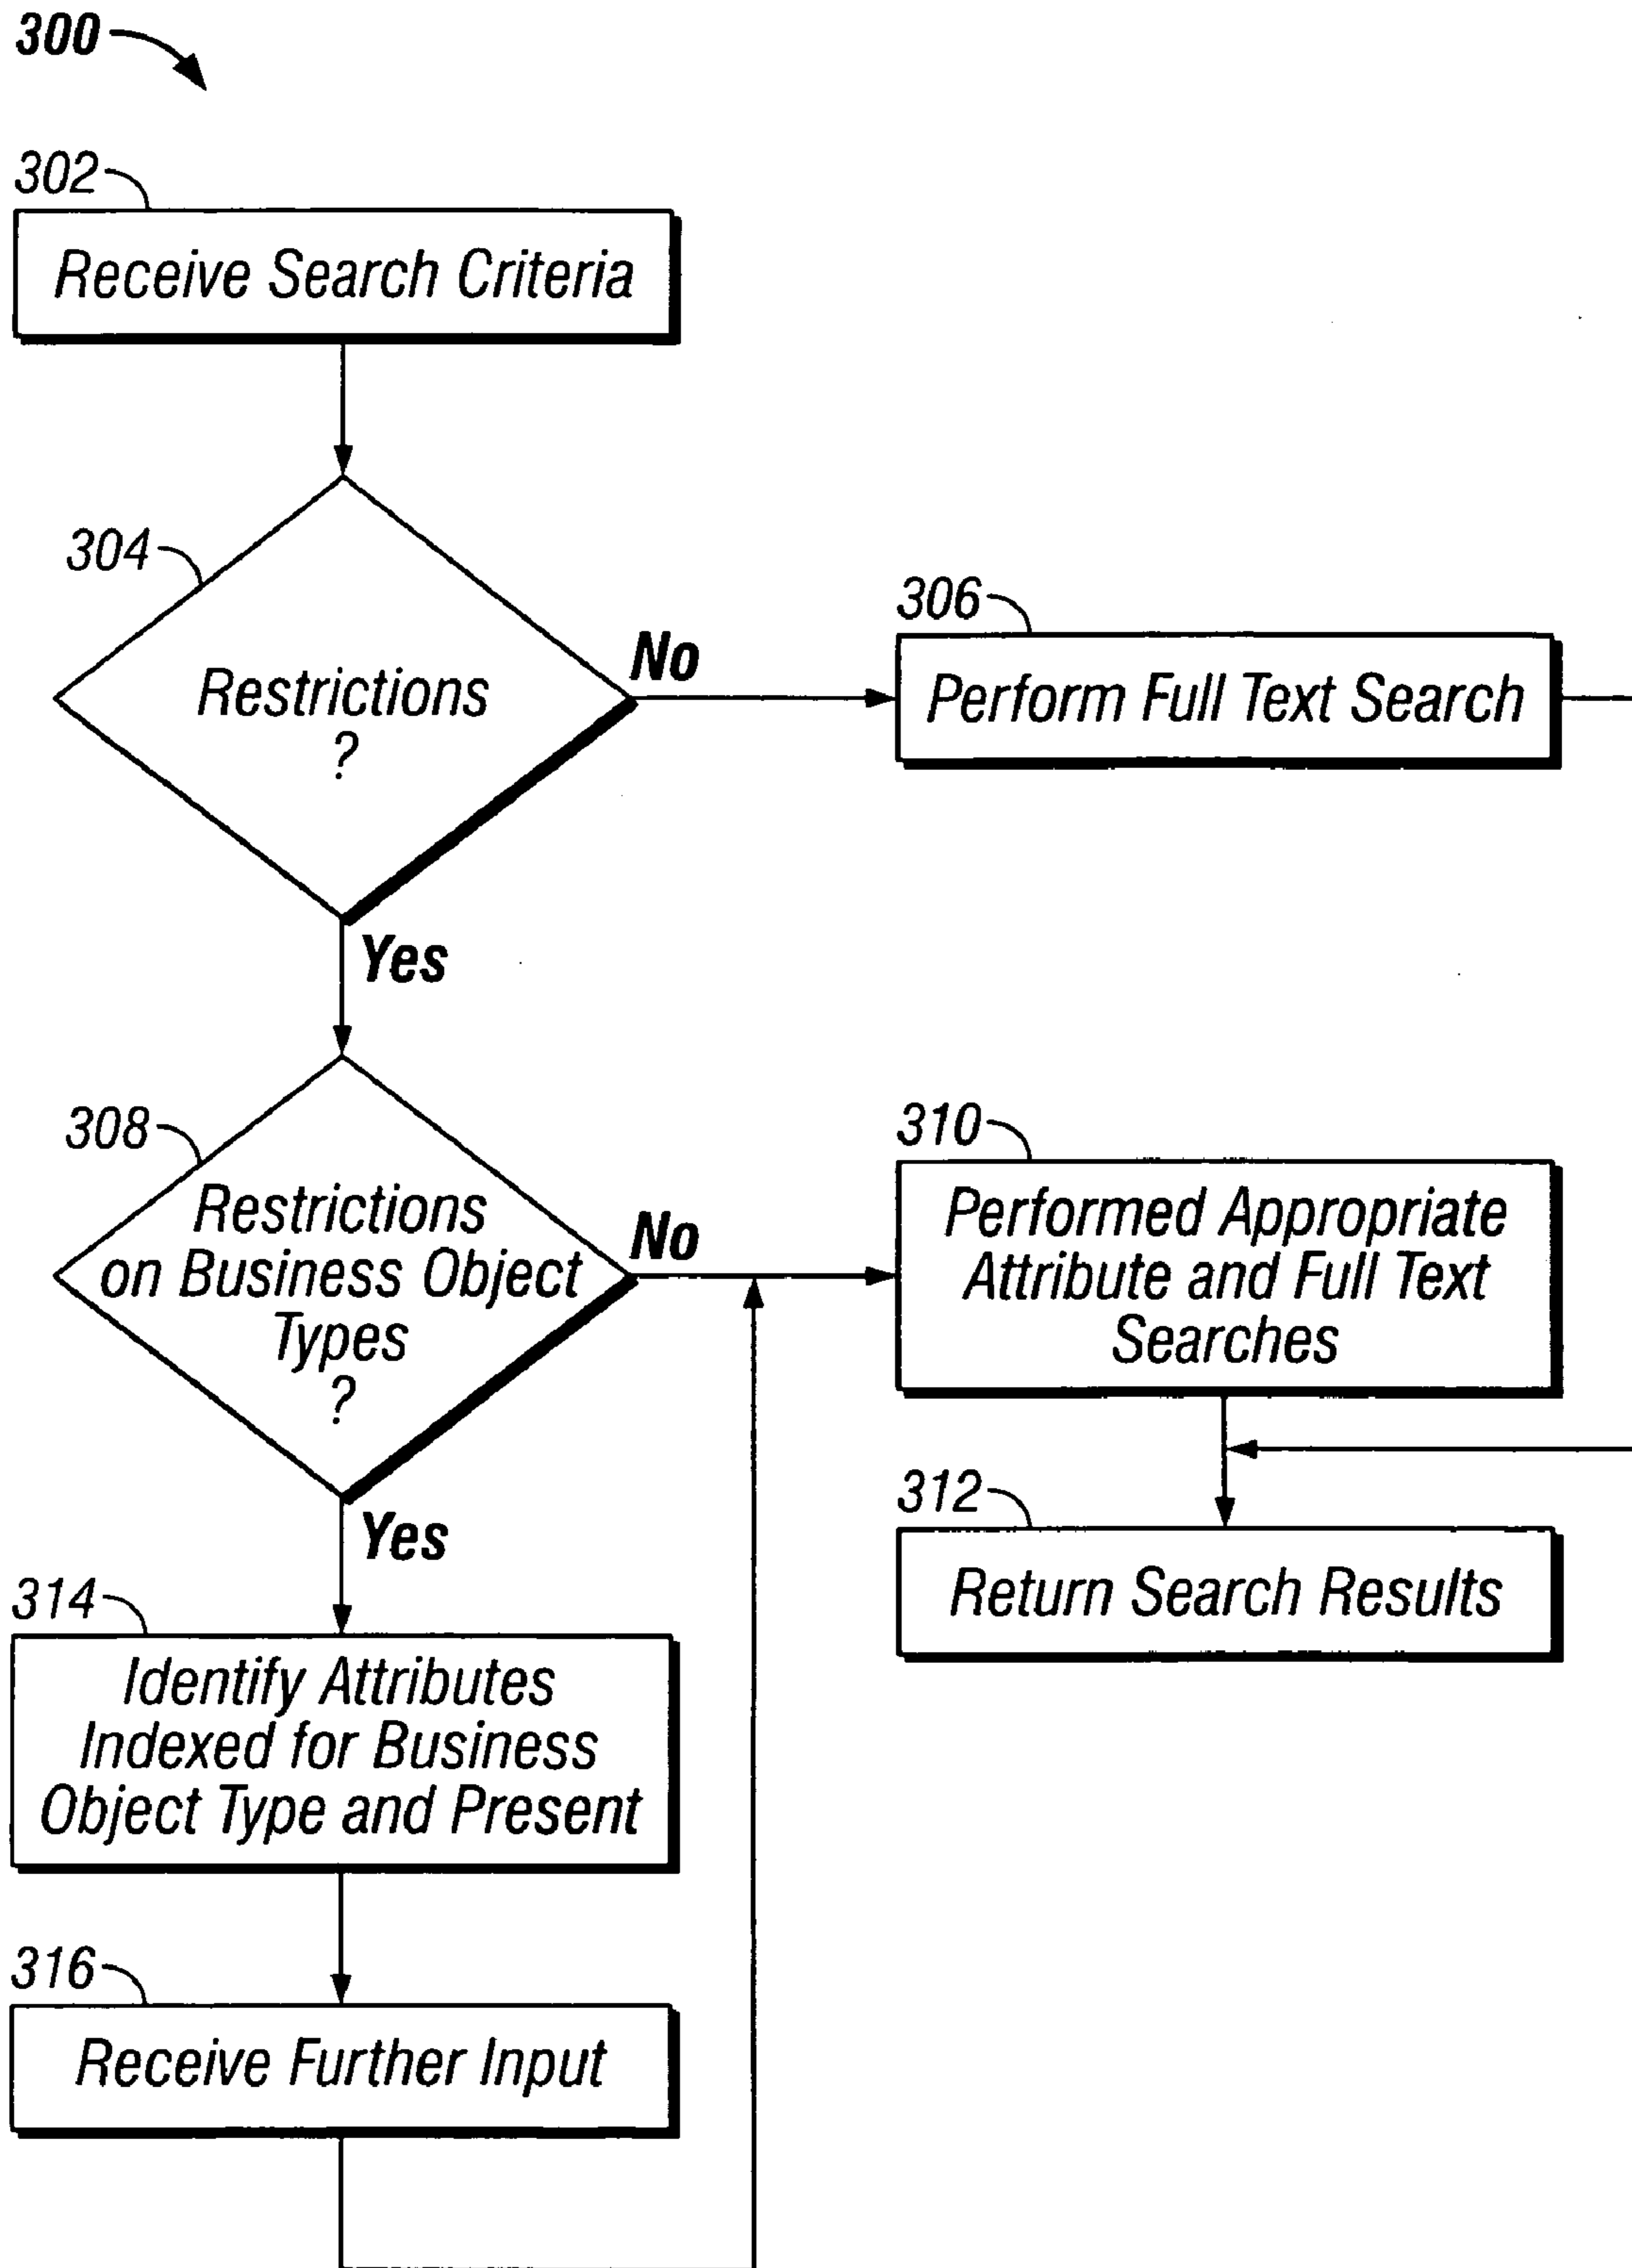 300
302
Receive Search Criteria
304
Restrictions
?
No
306
Perform Full Text Search
Yes
308
Restrictions
on Business Object
Types
?
No
310
Performed Appropriate
Attribute and Full Text
Searches
312
Return Search Results
Yes
314
Identify Attributes
Indexed for Business
Object Type and Present
316
Receive Further Input